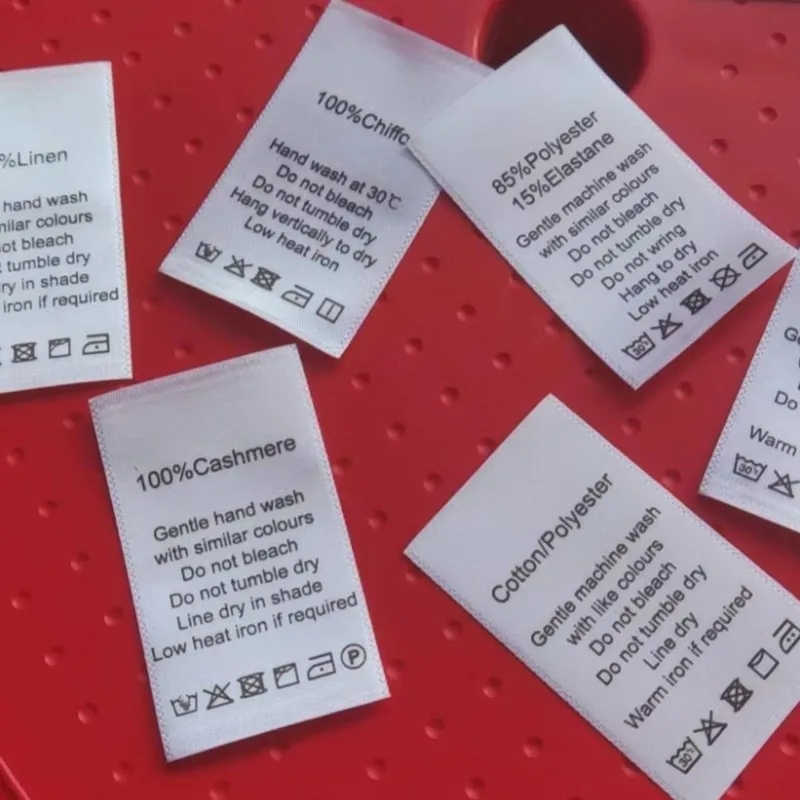 %Linen
hand wash
milar colours
ot bleach
tumble dry
ry in shade
iron if required
100%Chiffo
Hand wash at 30℃
Do not bleach
Do not tumble dry
Hang vertically to dry
Low heat iron
85%Polyester
15%Elastane
Gentle machine wash
with similar colours
Do not bleach
Do not tumble dry
Do not wring
Hang to dry
Low heat iron
30°
100%Cashmere
Gentle hand wash
with similar colours
Do not bleach
Do not tumble dry
Line dry in shade
Low heat iron if required
P
Cotton/Polyester
Gentle machine wash
with like colours
Do not bleach
Do not tumble dry
Line dry
Warm iron if required
30°
Ge
Do
Warm
30°